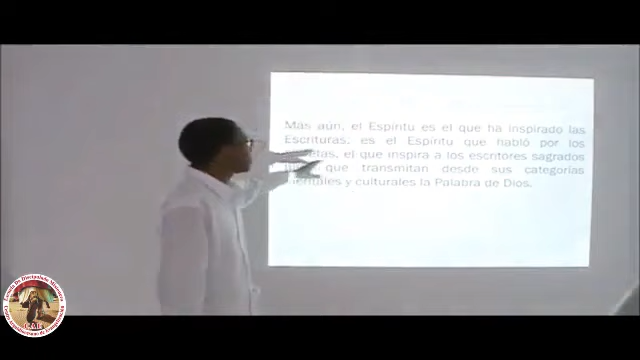 Más aún, el Espíritu es el que ha inspirado las
Escrituras, es el Espíritu que habló por los
el que inspira a los escritores sagrados
que transmitan desde sus categorías
y culturales la Palabra de Dios.